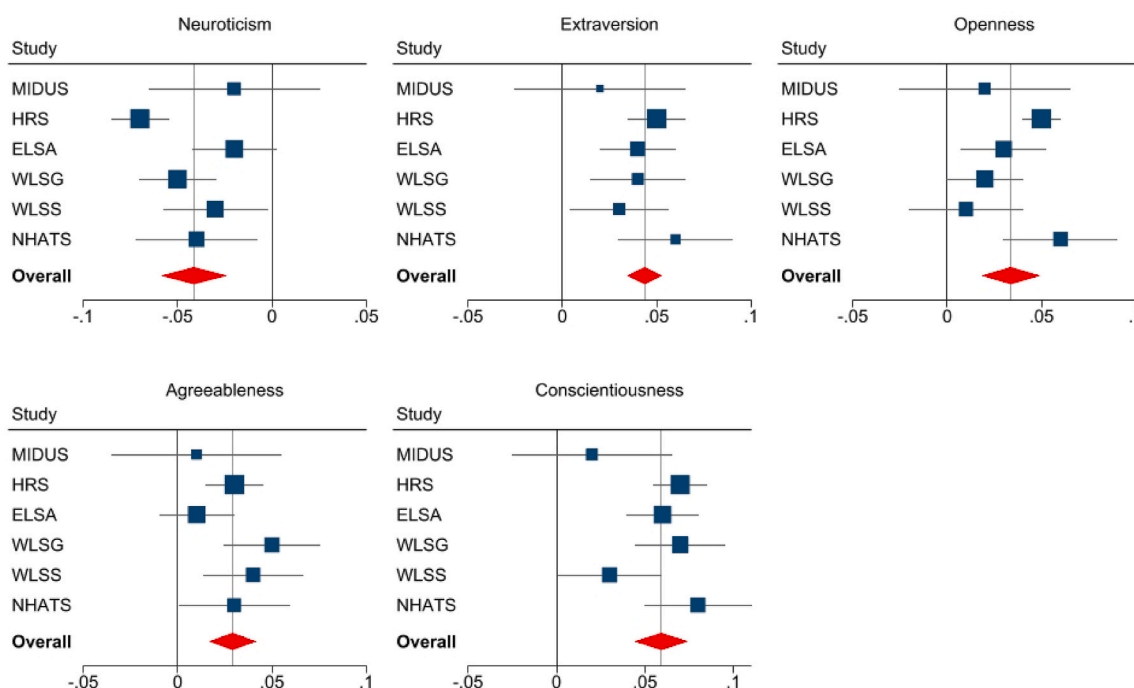 Neuroticism
Study
MIDUS
HRS
ELSA
WLSG
WLSS
NHATS
Overall
-.1 -.05 0 .05
Extraversion
Study
MIDUS
HRS
ELSA
WLSG
WLSS
NHATS
Overall
-.05 0 .05 .1
Openness
Study
MIDUS
HRS
ELSA
WLSG
WLSS
NHATS
Overall
-.05 0 .05
Agreeableness
Study
MIDUS
HRS
ELSA
WLSG
WLSS
NHATS
Overall
-.05 0 .05 .1
Conscientiousness
Study
MIDUS
HRS
ELSA
WLSG
WLSS
NHATS
Overall
-.05 0 .05 .1